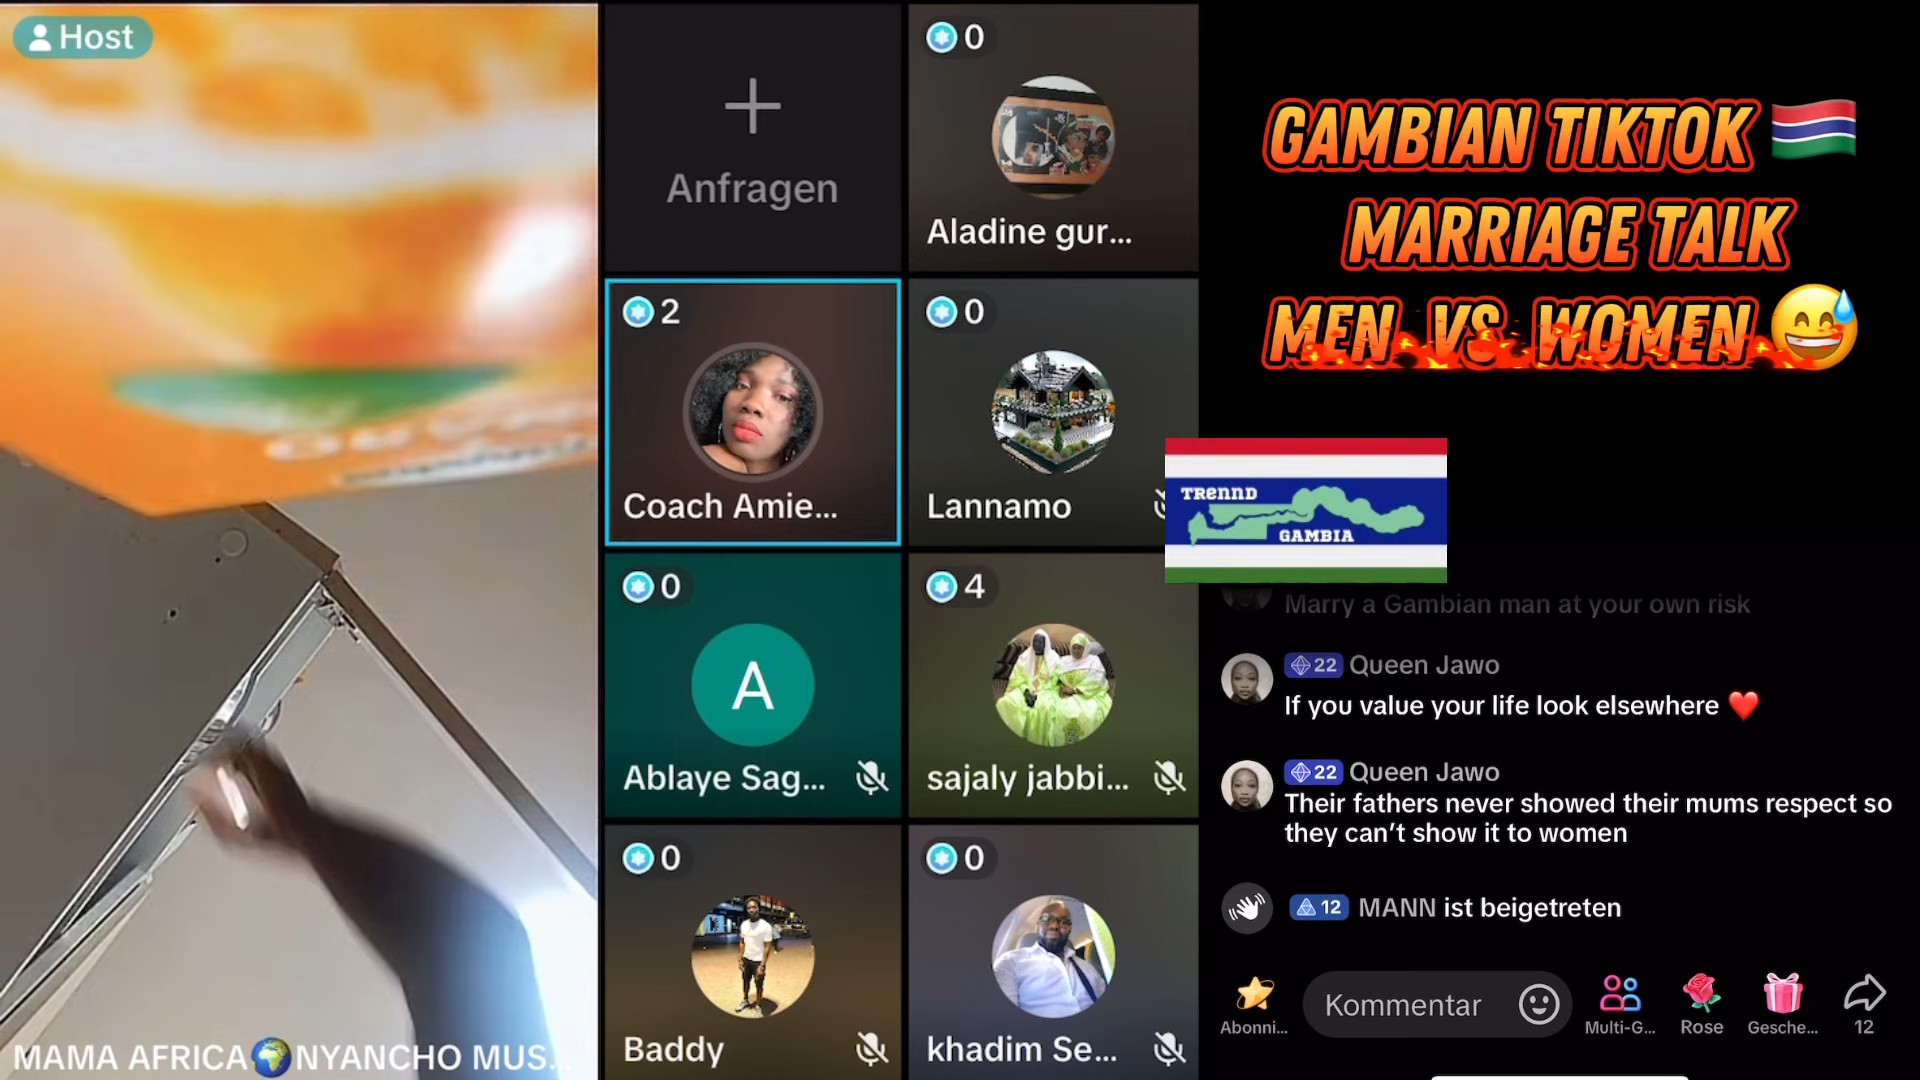 Host
MAMA AFRICA🌍NYANCHO MUS...
Anfragen
0
Aladine gur...
2
Coach Amie...
0
Lannamo
0
A
Ablaye Sag...
4
sajaly jabbi...
0
Baddy
0
khadim Se...
GAMBIAN TIKTOK 🇬🇲
MARRIAGE TALK
MEN VS WOMEN 😅
TRENND
GAMBIA
Marry a Gambian man at your own risk
22 Queen Jawo
If you value your life look elsewhere ❤️
22 Queen Jawo
Their fathers never showed their mums respect so
they can’t show it to women
12 MANN ist beigetreten
Kommentar
Abonni...
Multi-G...
Rose
Gesche...
12